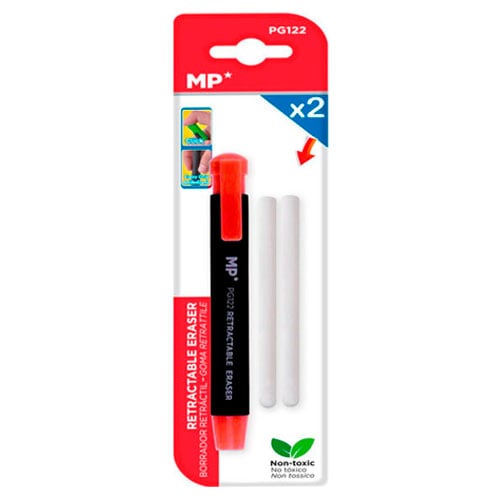 PG122
MP*
x2
MP*
PG122 RETRACTABLE ERASER
RETRACTABLE ERASER
BORRADOR RETRÁCTIL - GOMA RETRATTILE
Non-toxic
No tóxico
Non tossico